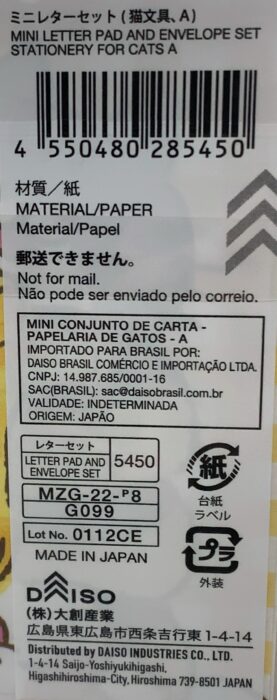 ミニレターセット(猫文具、A)
MINI LETTER PAD AND ENVELOPE SET
STATIONERY FOR CATS A
4 550480 285450
材質／紙
MATERIAL/PAPER
Material/Papel
郵送できません。
Not for mail.
Não pode ser enviado pelo correio.
MINI CONJUNTO DE CARTA -
PAPELARIA DE GATOS - A
IMPORTADO PARA BRASIL POR:
DAISO BRASIL COMÉRCIO E IMPORTAÇÃO LTDA.
CNPJ: 14.987.685/0001-16
SAC(BRASIL): sac@daisobrasil.com.br
VALIDADE: INDETERMINADA
ORIGEM: JAPÃO
レターセット
LETTER PAD AND
ENVELOPE SET
5450
MZG-22-P8
G099
Lot No. 0112CE
MADE IN JAPAN
紙
台紙
ラベル
プラ
外装
DAISO
(株)大創産業
広島県東広島市西条吉行東1-4-14
Distributed by DAISO INDUSTRIES CO., LTD.
1-4-14 Saijo-Yoshiyukihigashi,
Higashihiroshima-City, Hiroshima 739-8501 JAPAN